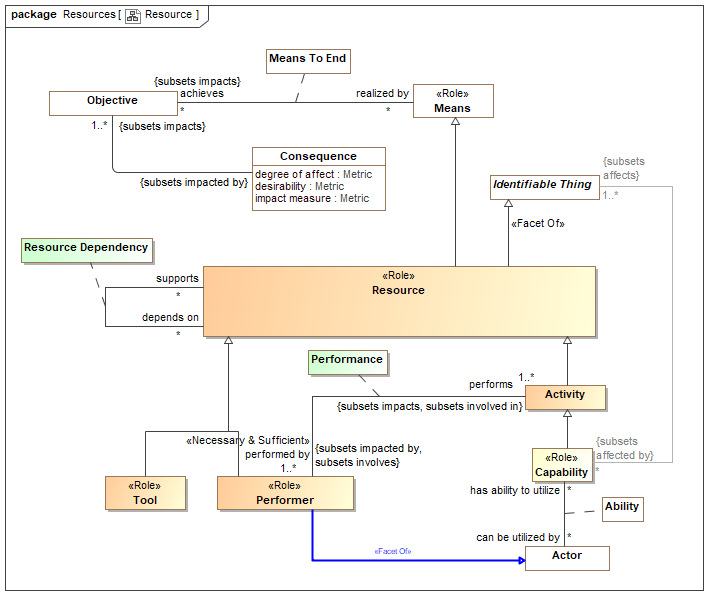 package Resources [ Resource ]
Means To End
{subsets impacts}
achieves
realized by
*
*
Objective
«Role»
Means
1..*
{subsets impacts}
{subsets impacted by}
Consequence
degree of affect : Metric
desirability : Metric
impact measure : Metric
{subsets
affects}
1..*
Identifiable Thing
«Facet Of»
Resource Dependency
supports
*
depends on
*
«Role»
Resource
Performance
performs
1..*
{subsets impacts, subsets involved in}
Activity
«Necessary & Sufficient»
performed by
1..*
{subsets impacted by,
subsets involves}
{subsets
affected by}
*
«Role»
Capability
«Role»
Tool
«Role»
Performer
has ability to utilize
*
Ability
can be utilized by
*
«Facet Of»
Actor